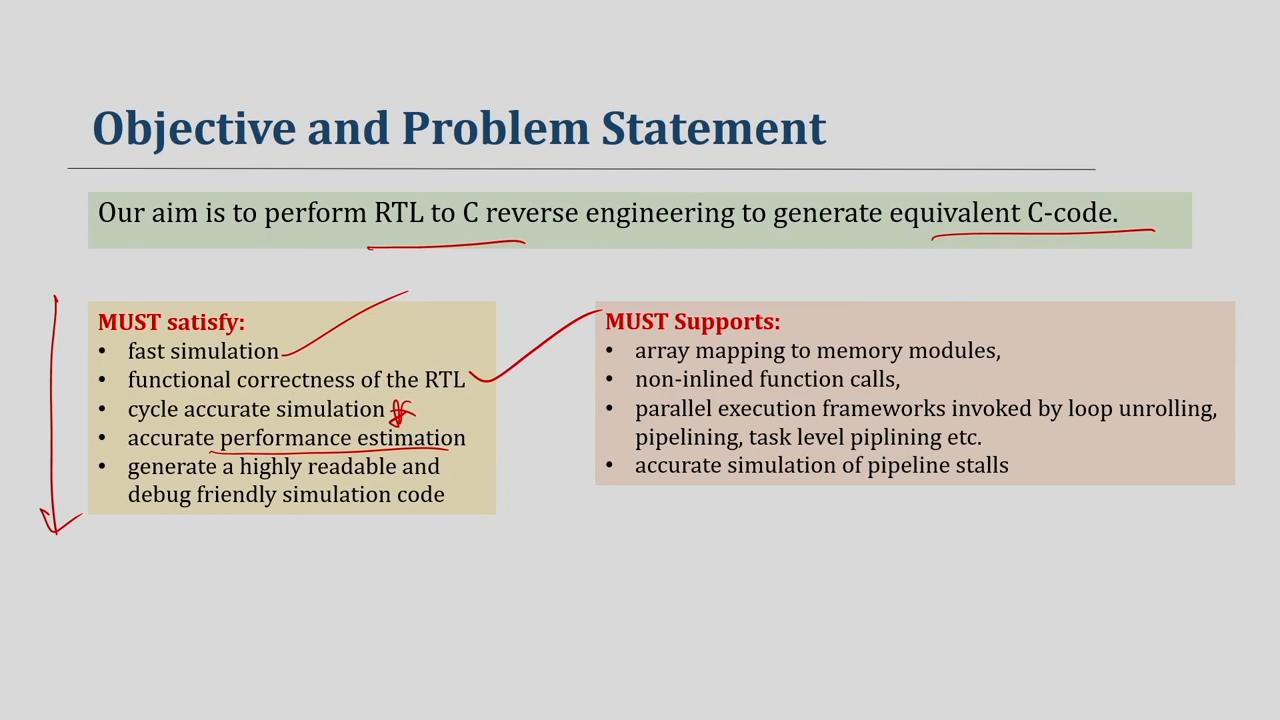 Objective and Problem Statement
Our aim is to perform RTL to C reverse engineering to generate equivalent C-code.
MUST satisfy:
• fast simulation
• functional correctness of the RTL
• cycle accurate simulation
• accurate performance estimation
• generate a highly readable and
debug friendly simulation code
MUST Supports:
• array mapping to memory modules,
• non-inlined function calls,
• parallel execution frameworks invoked by loop unrolling,
pipelining, task level piplining etc.
• accurate simulation of pipeline stalls